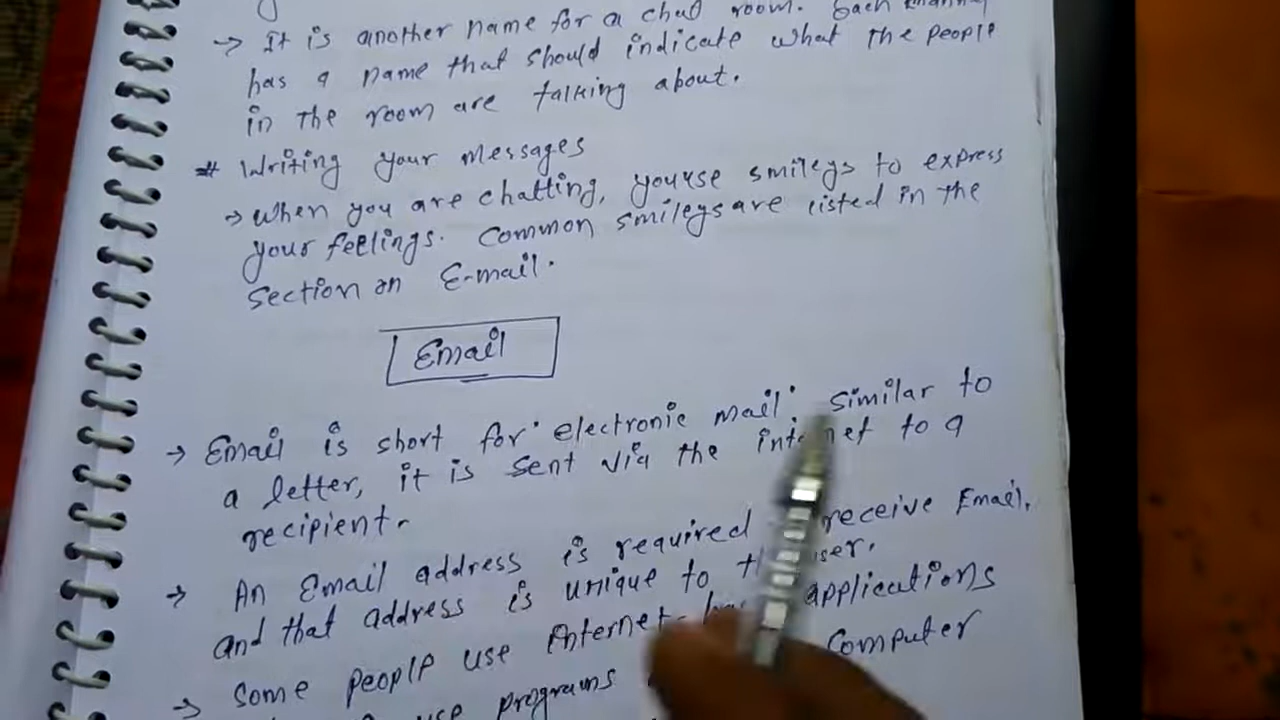 → It is another name for a chat room. Each channel
has a name that should indicate what the people
in the room are talking about.
* Writing your messages
→ When you are chatting, you use smileys to express
your feelings. Common smileys are listed in the
section on E-mail.
Email
→ Email is short for electronic mail. Similar to
a letter, it is sent via the internet to a
recipient.
→ An Email address is required receive Email,
and that address is unique to user.
→ Some people use internet- applications
use programs computer